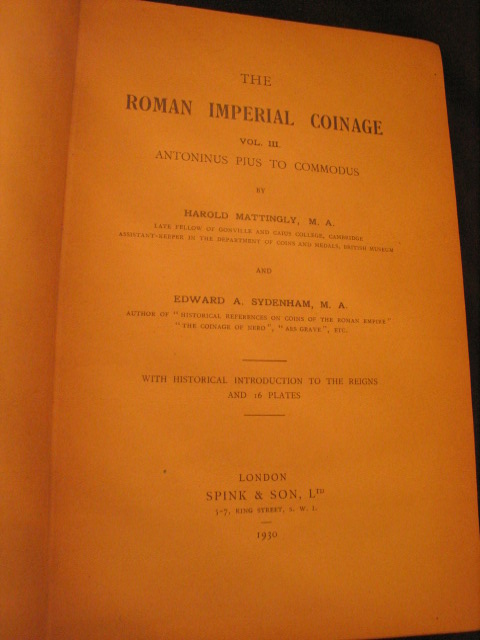 THE
ROMAN IMPERIAL COINAGE
VOL. III.
ANTONINUS PIUS TO COMMODUS
BY
HAROLD MATTINGLY, M. A.
LATE FELLOW OF GONVILLE AND CAIUS COLLEGE, CAMBRIDGE
ASSISTANT-KEEPER IN THE DEPARTMENT OF COINS AND MEDALS, BRITISH MUSEUM
AND
EDWARD A. SYDENHAM, M. A.
AUTHOR OF "HISTORICAL REFERENCES ON COINS OF THE ROMAN EMPIRE"
"THE COINAGE OF NERO", "AES GRAVE", ETC.
WITH HISTORICAL INTRODUCTION TO THE REIGNS
AND 16 PLATES
LONDON
SPINK & SON, LTD
5-7, KING STREET, S. W. 1.
1930